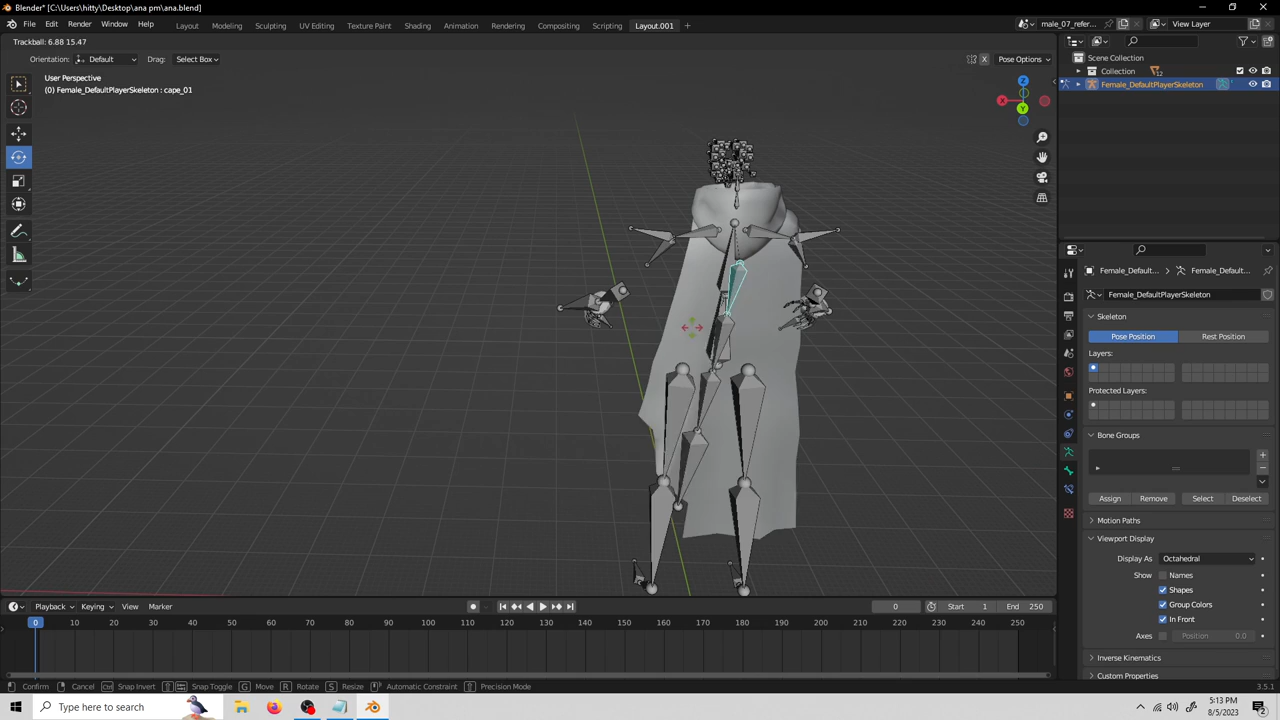 Blender* [C:\Users\hitty\Desktop\ana pm\ana.blend]
File Edit Render Window Help Layout Modeling Sculpting UV Editing Texture Paint Shading Animation Rendering Compositing Scripting Layout.001 + male_07_refer... View Layer
Trackball: 6.88 15.47
Orientation: Default Drag: Select Box X Pose Options
User Perspective
(0) Female_DefaultPlayerSkeleton : cape_01
Z
X
Y
Scene Collection
Collection 12
Female_DefaultPlayerSkeleton
Female_Default... Female_Default...
Female_DefaultPlayerSkeleton
Skeleton
Pose Position Rest Position
Layers:
Protected Layers:
Bone Groups
Assign Remove Select Deselect
Motion Paths
Viewport Display
Display As Octahedral
Show Names
Shapes
Group Colors
In Front
Axes Position 0.0
Inverse Kinematics
Custom Properties
Playback Keying View Marker 0 Start 1 End 250
0 10 20 30 40 50 60 70 80 90 100 110 120 130 140 150 160 170 180 190 200 210 220 230 240 250
Confirm Cancel Snap Invert Snap Toggle G Move R Rotate S Resize Automatic Constraint Precision Mode 3.5.1
Type here to search 5:13 PM
8/5/2023 2